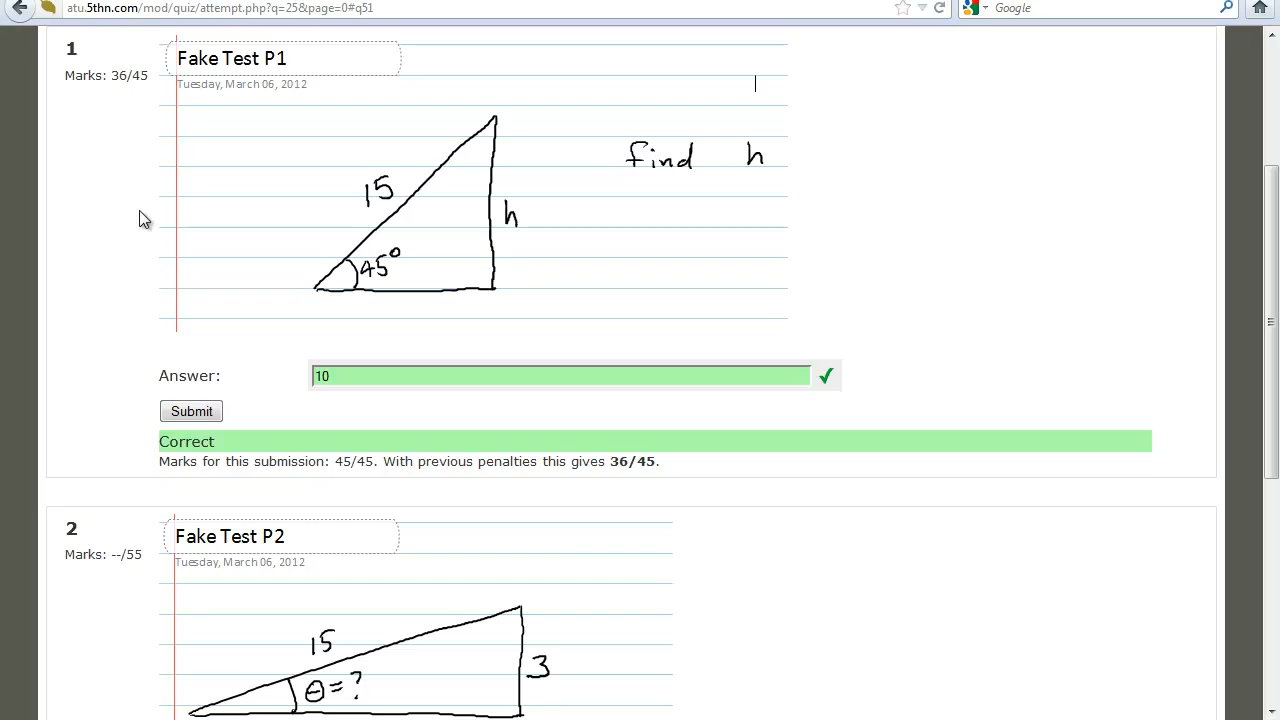 atu.5thn.com/mod/quiz/attempt.php?q=25&page=0#q51
Google
1
Marks: 36/45
Fake Test P1
Tuesday, March 06, 2012
find h
15
h
45°
Answer:
10
Submit
Correct
Marks for this submission: 45/45. With previous penalties this gives 36/45.
2
Marks: --/55
Fake Test P2
Tuesday, March 06, 2012
15
3
θ=?